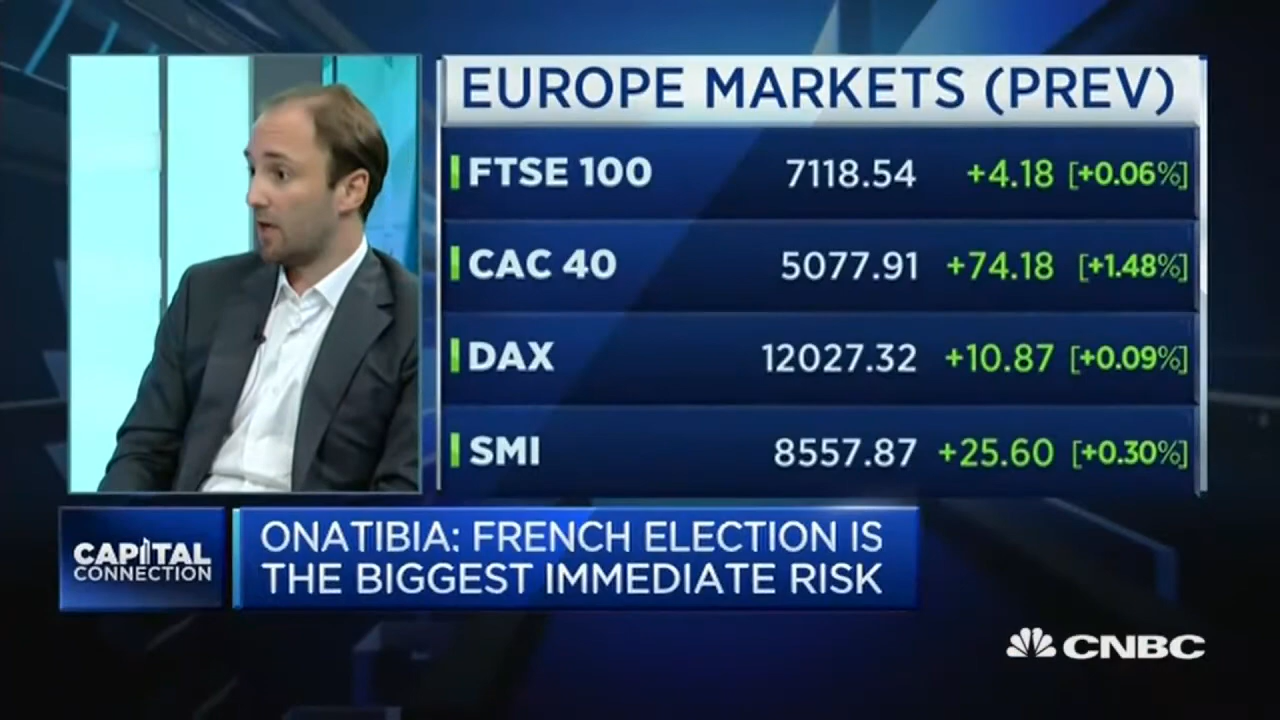 EUROPE MARKETS (PREV)
FTSE 100 7118.54 +4.18 [+0.06%]
CAC 40 5077.91 +74.18 [+1.48%]
DAX 12027.32 +10.87 [+0.09%]
SMI 8557.87 +25.60 [+0.30%]
CAPITAL
CONNECTION
ONATIBIA: FRENCH ELECTION IS
THE BIGGEST IMMEDIATE RISK
CNBC